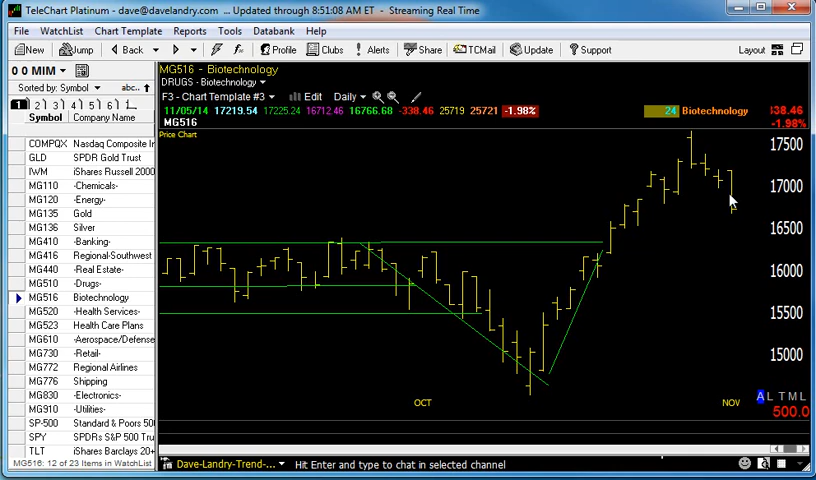 TeleChart Platinum - dave@davelandry.com ... Updated through 8:51:08 AM ET - Streaming Real Time
File WatchList Chart Template Reports Tools Databank Help
New Jump Back Profile Clubs Alerts Share TCMail Update Support Layout
0 0 MIM
Sorted by: Symbol abc..
1 2 3 4 5 6
Symbol Company Name
COMPQX Nasdaq Composite In
GLD SPDR Gold Trust
IWM iShares Russell 2000
MG110 -Chemicals-
MG120 -Energy-
MG135 Gold
MG136 Silver
MG410 -Banking-
MG416 Regional-Southwest
MG440 -Real Estate-
MG510 -Drugs-
MG516 Biotechnology
MG520 -Health Services-
MG523 Health Care Plans
MG610 -Aerospace/Defense
MG730 -Retail-
MG772 Regional Airlines
MG776 Shipping
MG830 -Electronics-
MG910 -Utilities-
SP-500 Standard & Poors 500
SPY SPDRs S&P 500 Tru
TLT iShares Barclays 20+
MG516: 12 of 23 Items in WatchList
MG516 - Biotechnology
DRUGS - Biotechnology
F3 - Chart Template #3 Edit Daily
11/05/14 17219.54 17225.24 16712.46 16766.68 -338.46 25719 25721 -1.98%
24 Biotechnology
338.46
-1.98%
MG516
Price Chart
17500
17000
16500
16000
15500
15000
OCT NOV
A L T M L
500.0
Dave-Landry-Trend-... Hit Enter and type to chat in selected channel